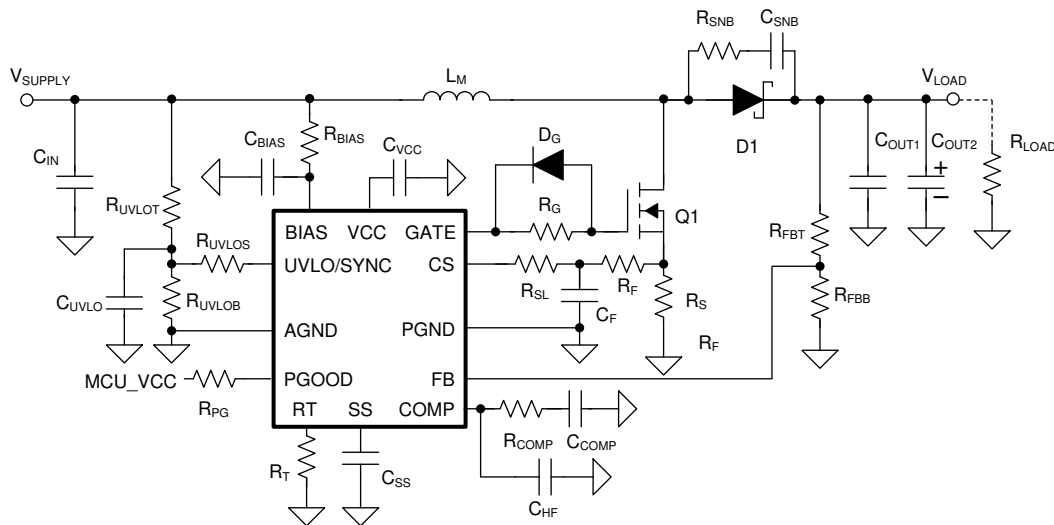 RSNB
CSNB
VSUPPLY
LM
VLOAD
D1
CIN
CBIAS
RBIAS
CVCC
DG
COUT1
COUT2
+
–
RLOAD
RUVLOT
RG
Q1
BIAS
VCC
GATE
RFBT
RUVLOS
UVLO/SYNC
CS
RSL
RF
CUVLO
RUVLOB
CF
RS
RFBB
AGND
PGND
RF
MCU_VCC
PGOOD
FB
RPG
RT
SS
COMP
RCOMP
CCOMP
RT
CSS
CHF